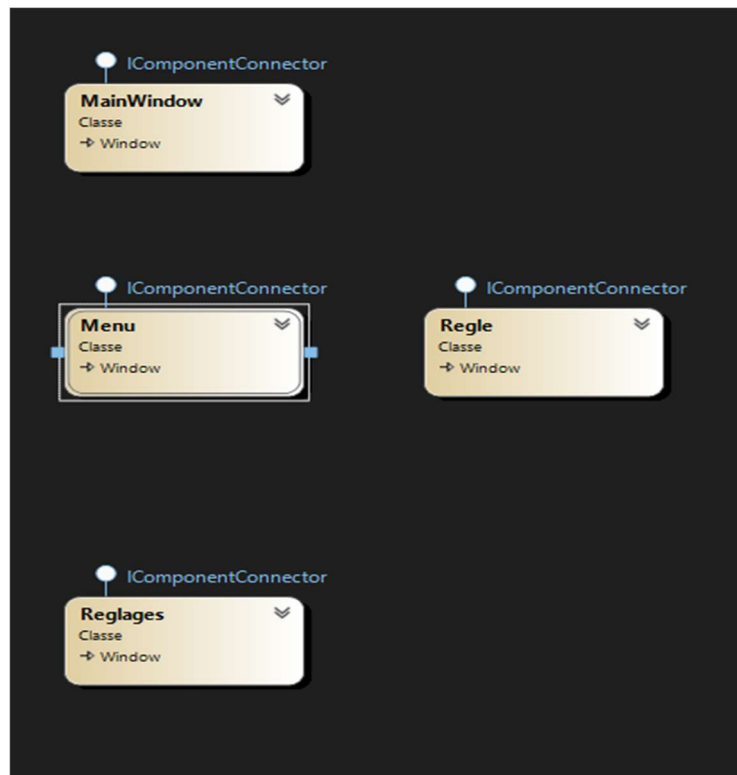 IComponentConnector
MainWindow
Classe
Window
IComponentConnector
Menu
Classe
Window
IComponentConnector
Regle
Classe
Window
IComponentConnector
Reglages
Classe
Window